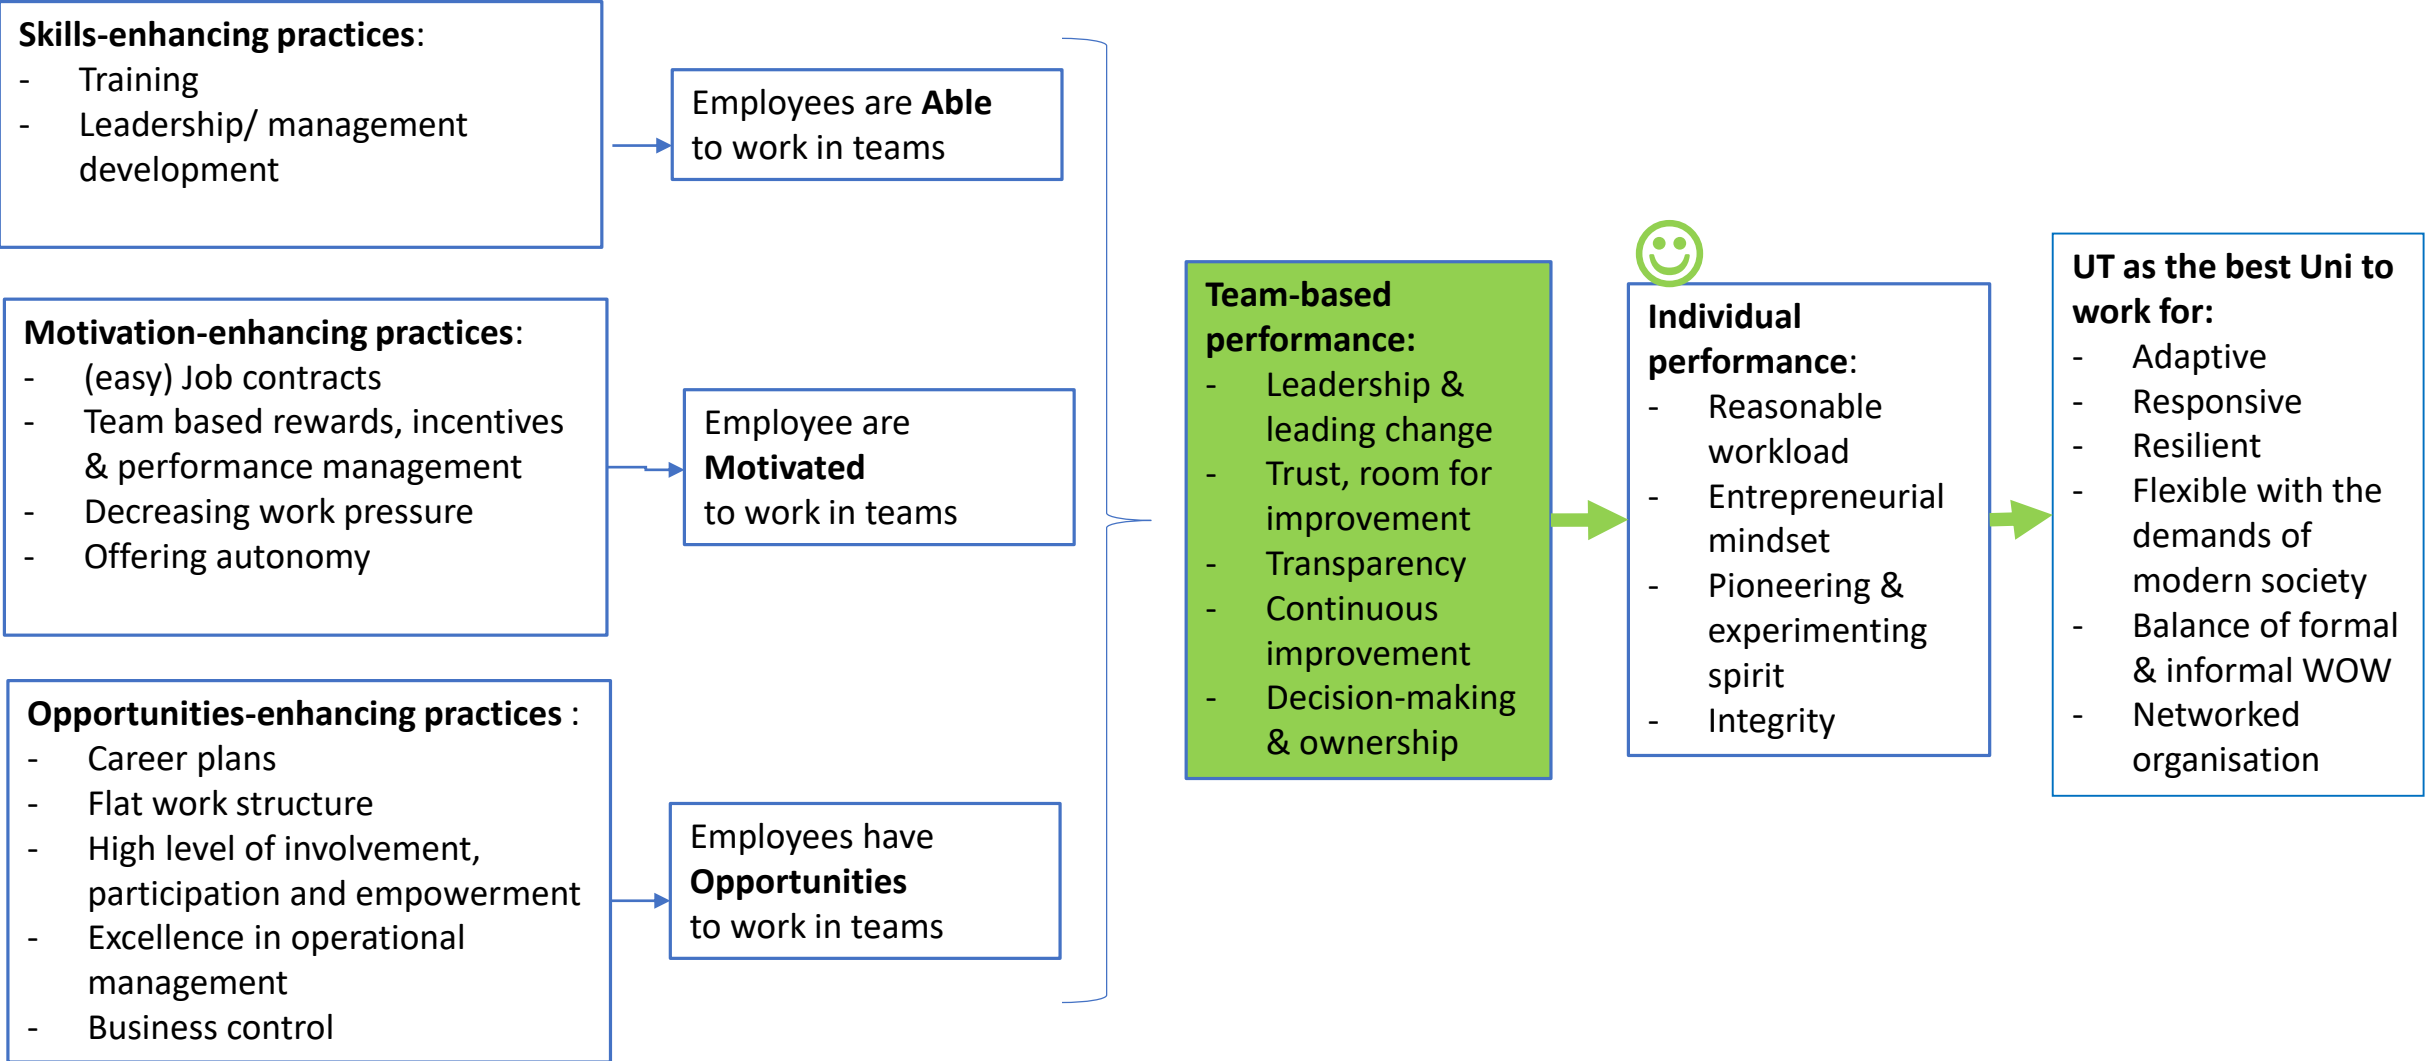 Skills-enhancing practices:
- Training
- Leadership/ management
development
Employees are Able
to work in teams
Motivation-enhancing practices:
- (easy) Job contracts
- Team based rewards, incentives
& performance management
- Decreasing work pressure
- Offering autonomy
Employee are
Motivated
to work in teams
Opportunities-enhancing practices :
- Career plans
- Flat work structure
- High level of involvement,
participation and empowerment
- Excellence in operational
management
- Business control
Employees have
Opportunities
to work in teams
Team-based
performance:
- Leadership &
leading change
- Trust, room for
improvement
- Transparency
- Continuous
improvement
- Decision-making
& ownership
Individual
performance:
- Reasonable
workload
- Entrepreneurial
mindset
- Pioneering &
experimenting
spirit
- Integrity
UT as the best Uni to
work for:
- Adaptive
- Responsive
- Resilient
- Flexible with the
demands of
modern society
- Balance of formal
& informal WOW
- Networked
organisation